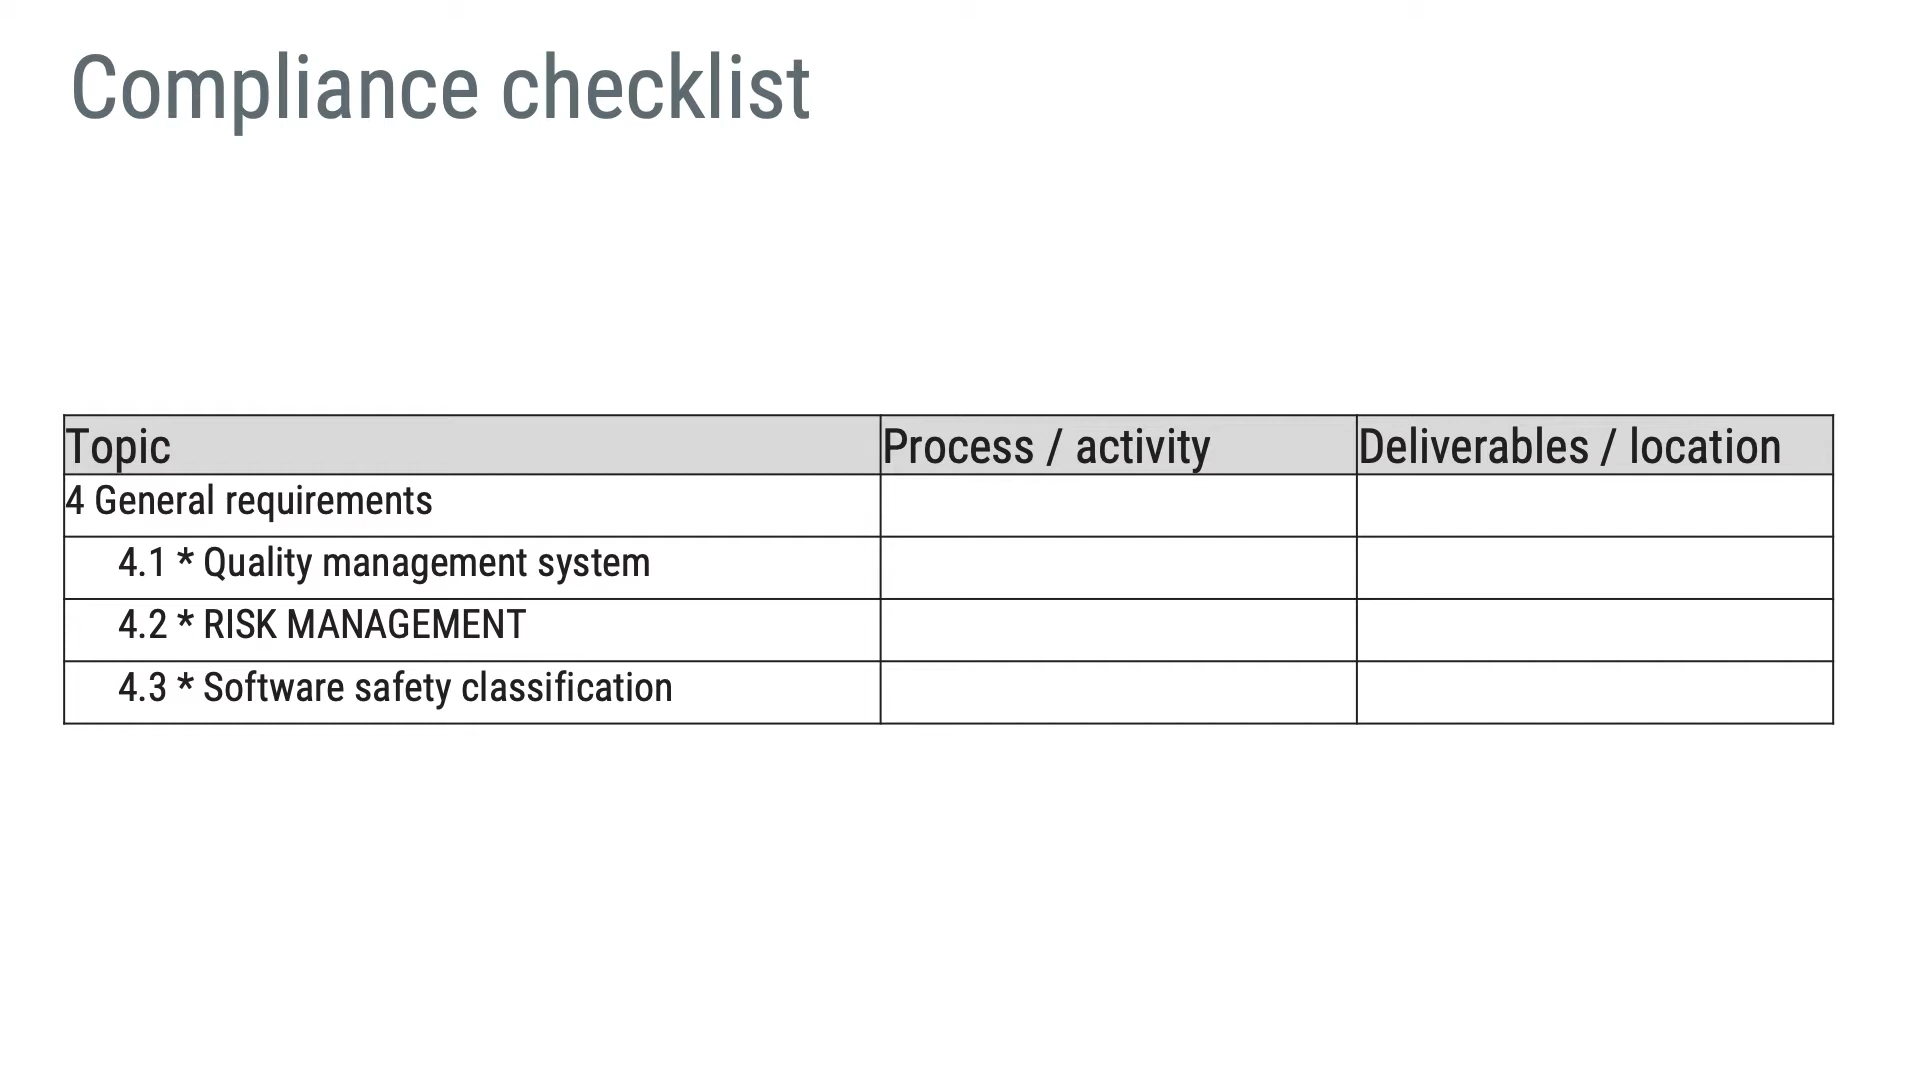 Compliance checklist
Topic Process / activity Deliverables / location
4 General requirements
4.1 * Quality management system
4.2 * RISK MANAGEMENT
4.3 * Software safety classification